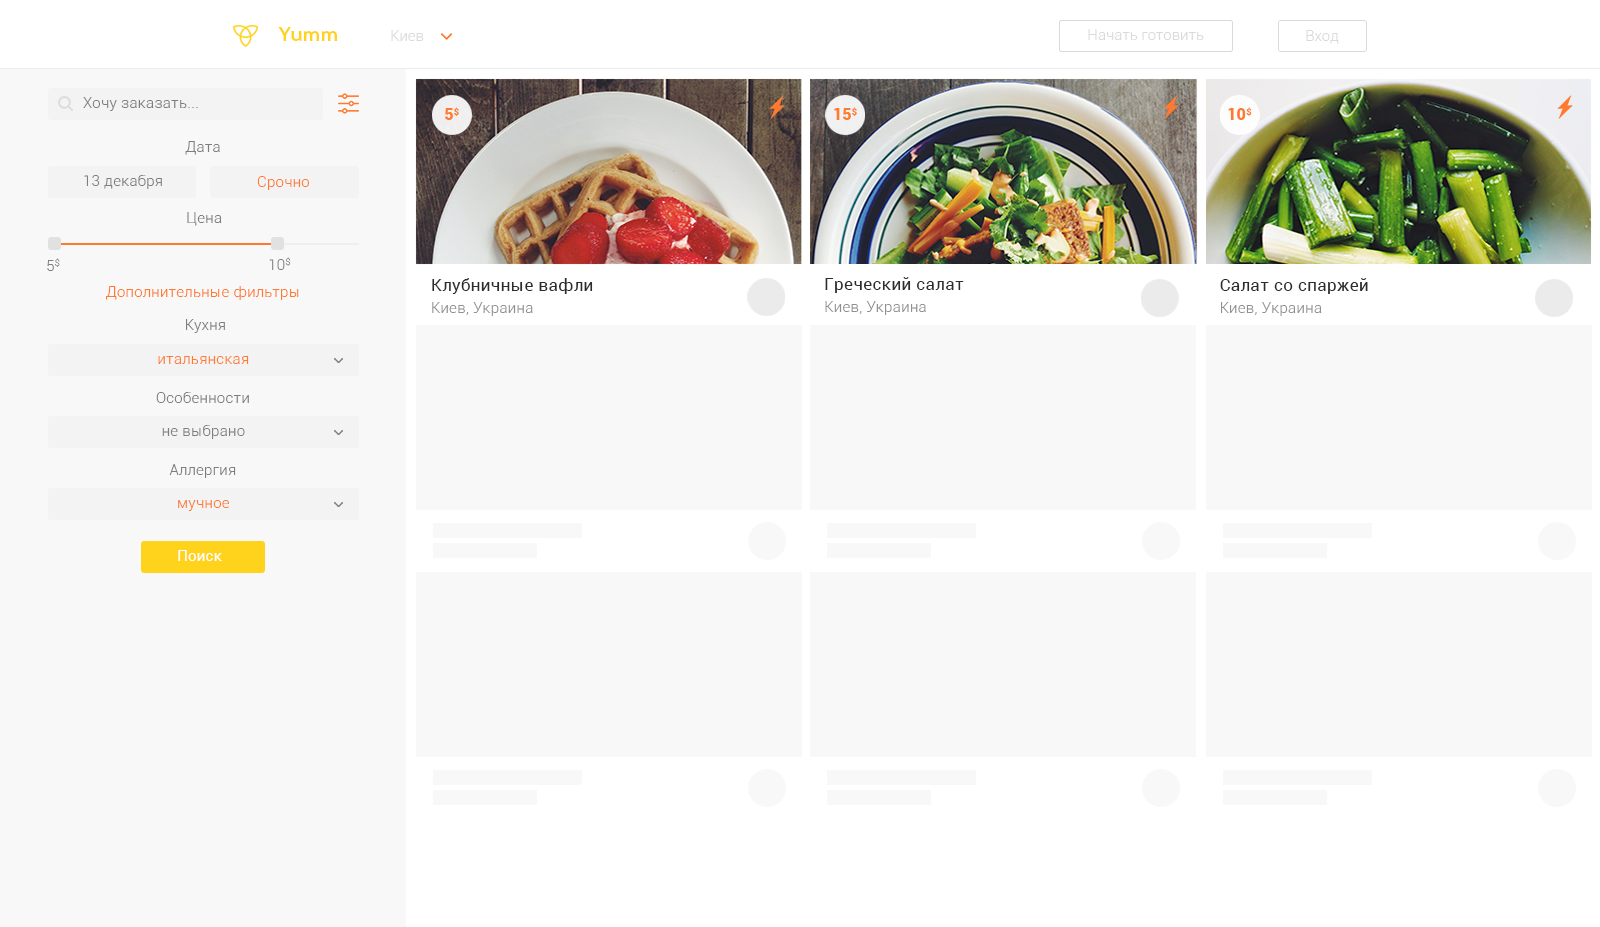 Yumm
Киев
Начать готовить
Вход
Хочу заказать...
Дата
13 декабря
Срочно
Цена
5$
10$
Дополнительные фильтры
Кухня
итальянская
Особенности
не выбрано
Аллергия
мучное
Поиск
5$
Клубничные вафли
Киев, Украина
15$
Греческий салат
Киев, Украина
10$
Салат со спаржей
Киев, Украина